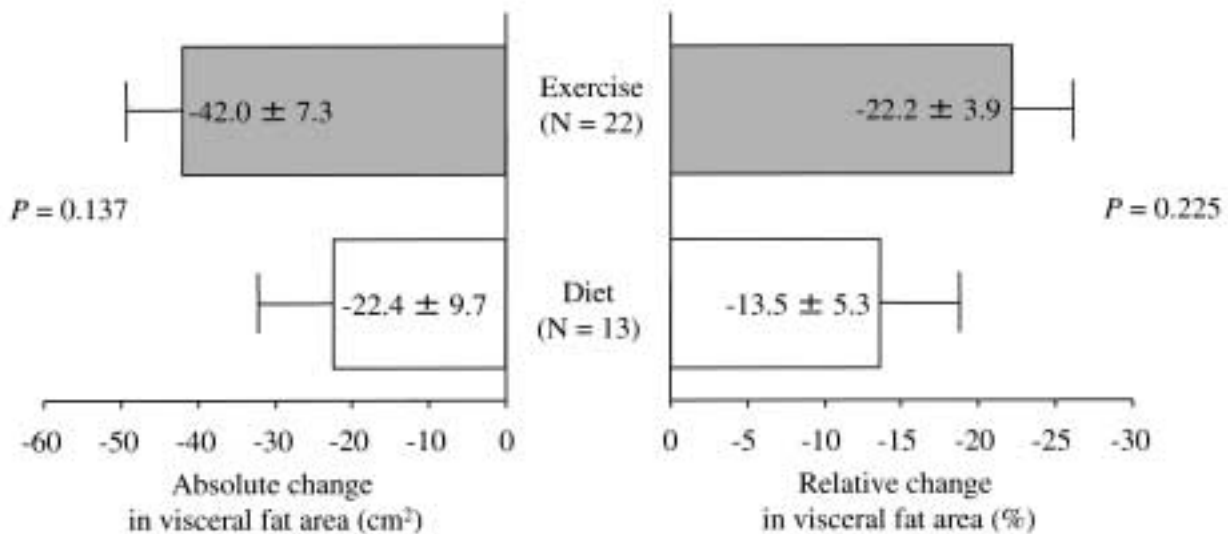 Exercise
(N = 22)
-42.0 ± 7.3
-22.2 ± 3.9
P = 0.137
P = 0.225
Diet
(N = 13)
-22.4 ± 9.7
-13.5 ± 5.3
-60 -50 -40 -30 -20 -10 0
0 -5 -10 -15 -20 -25 -30
Absolute change
in visceral fat area (cm²)
Relative change
in visceral fat area (%)